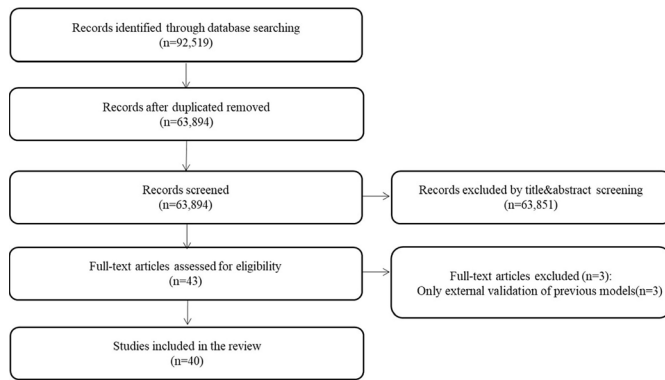 Records identified through database searching
(n=92,519)
Records after duplicated removed
(n=63,894)
Records screened
(n=63,894)
Records excluded by title&abstract screening
(n=63,851)
Full-text articles assessed for eligibility
(n=43)
Full-text articles excluded (n=3):
Only external validation of previous models(n=3)
Studies included in the review
(n=40)